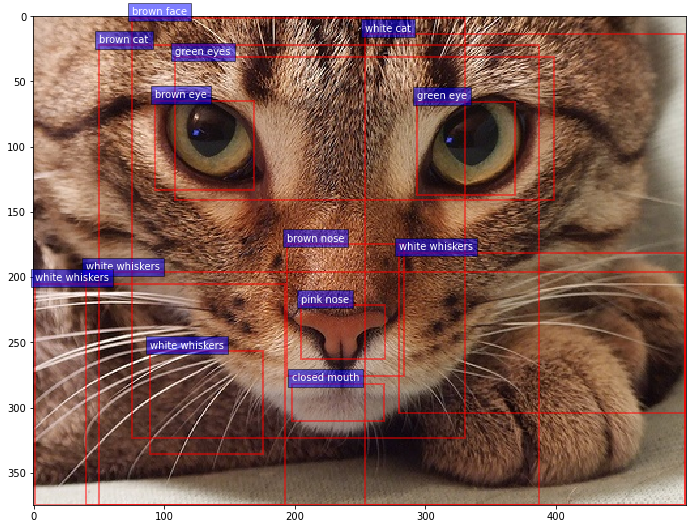 brown face
white cat
brown cat
green eyes
brown eye
green eye
brown nose
white whiskers
white whiskers
white whiskers
pink nose
white whiskers
closed mouth
0
50
100
150
200
250
300
350
0
100
200
300
400